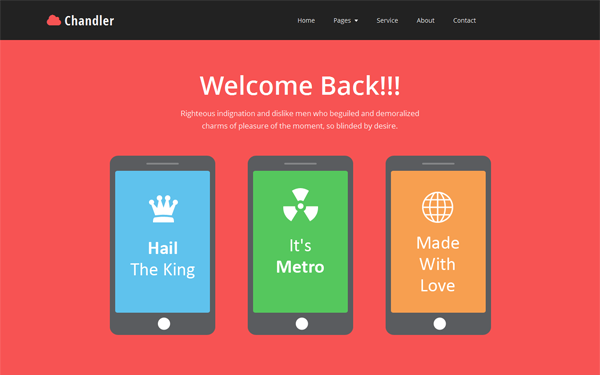 Chandler
Home Pages Service About Contact
Welcome Back!!!
Righteous indignation and dislike men who beguiled and demoralized
charms of pleasure of the moment, so blinded by desire.
Hail
The King
It's
Metro
Made
With
Love